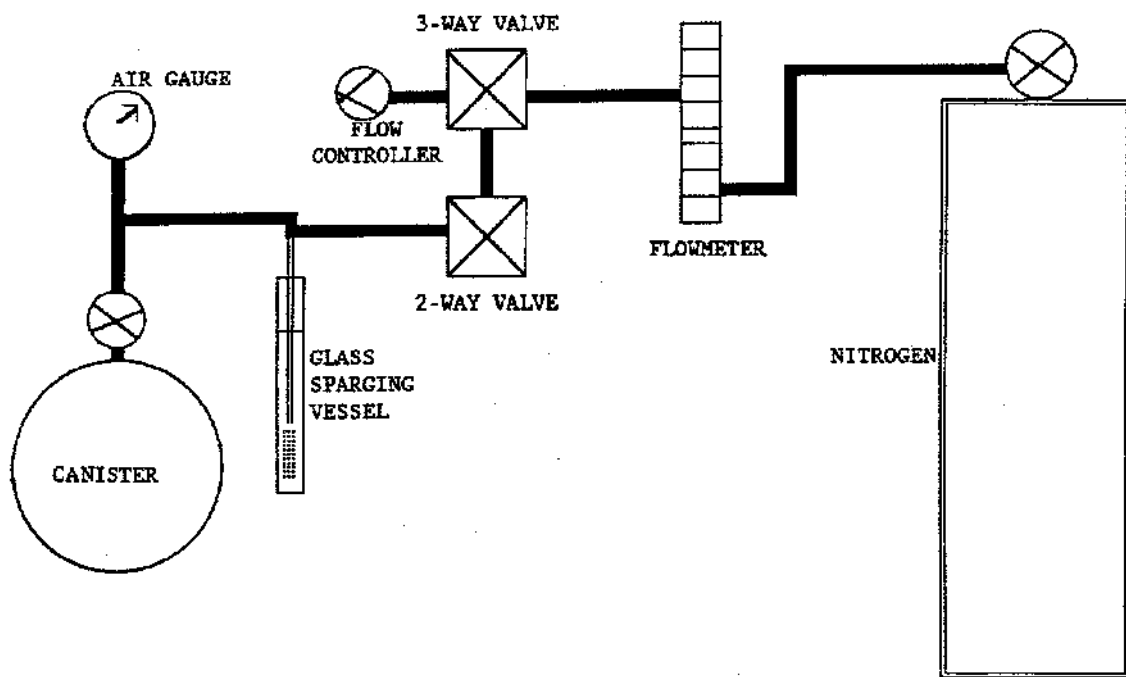 3-WAY VALVE
AIR GAUGE
FLOW
CONTROLLER
FLOWMETER
2-WAY VALVE
GLASS
SPARGING
VESSEL
NITROGEN
CANISTER